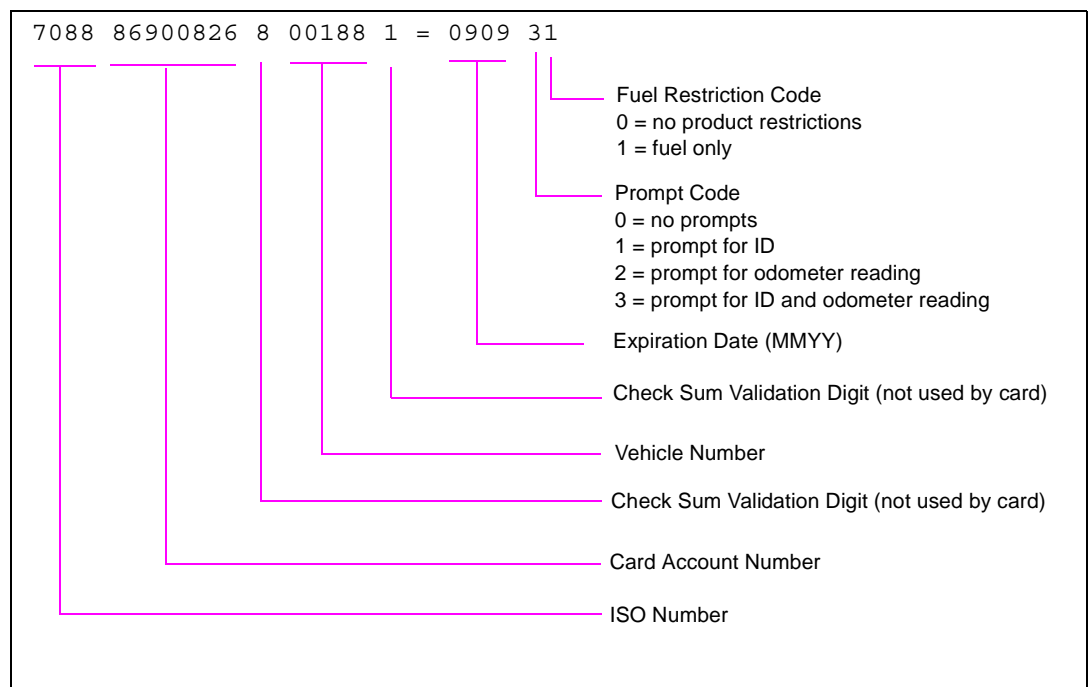 7088 86900826 8 00188 1 = 0909 31
Fuel Restriction Code
0 = no product restrictions
1 = fuel only
Prompt Code
0 = no prompts
1 = prompt for ID
2 = prompt for odometer reading
3 = prompt for ID and odometer reading
Expiration Date (MMYY)
Check Sum Validation Digit (not used by card)
Vehicle Number
Check Sum Validation Digit (not used by card)
Card Account Number
ISO Number